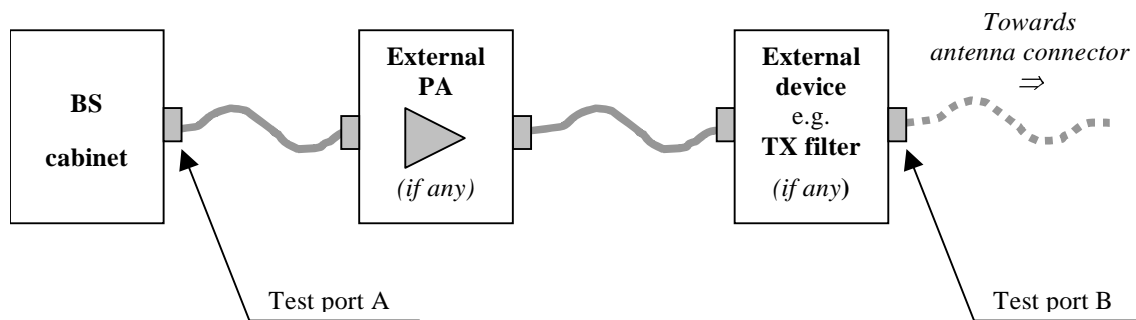 BS
cabinet
External
PA
(if any)
External
device
e.g.
TX filter
(if any)
Towards
antenna connector
⇒
Test port A
Test port B